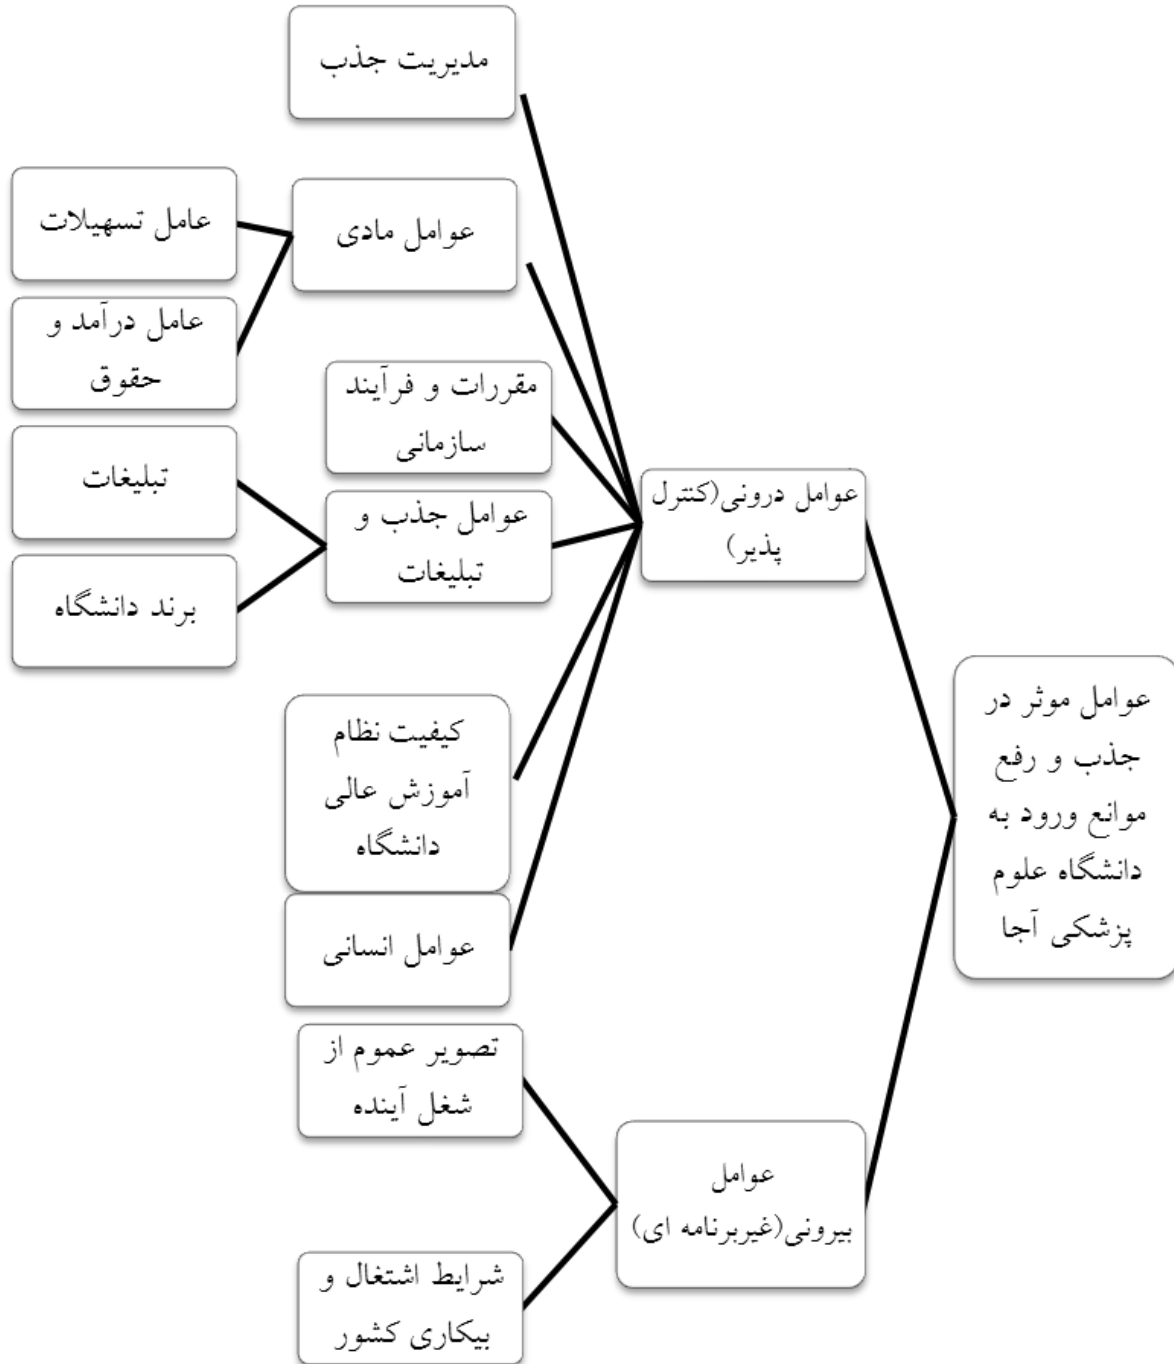 مدیریت جذب
عوامل مادی
عامل تسهیلات
عامل درآمد و
حقوق
مقررات و فرآیند
سازمانی
عوامل جذب و
تبلیغات
تبلیغات
برند دانشگاه
عوامل درونی(کنترل
پذیر)
کیفیت نظام
آموزش عالی
دانشگاه
عوامل انسانی
عوامل موثر در
جذب و رفع
موانع ورود به
دانشگاه علوم
پزشکی آجا
تصویر عموم از
شغل آینده
عوامل
بیرونی(غیربرنامه ای)
شرایط اشتغال و
بیکاری کشور